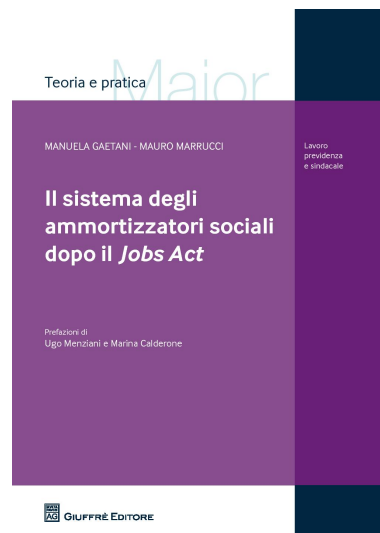 Major
Teoria e pratica
MANUELA GAETANI - MAURO MARRUCCI
Lavoro
previdenza
e sindacale
Il sistema degli
ammortizzatori sociali
dopo il Jobs Act
Prefazioni di
Ugo Menziani e Marina Calderone
GIUFFRÈ EDITORE